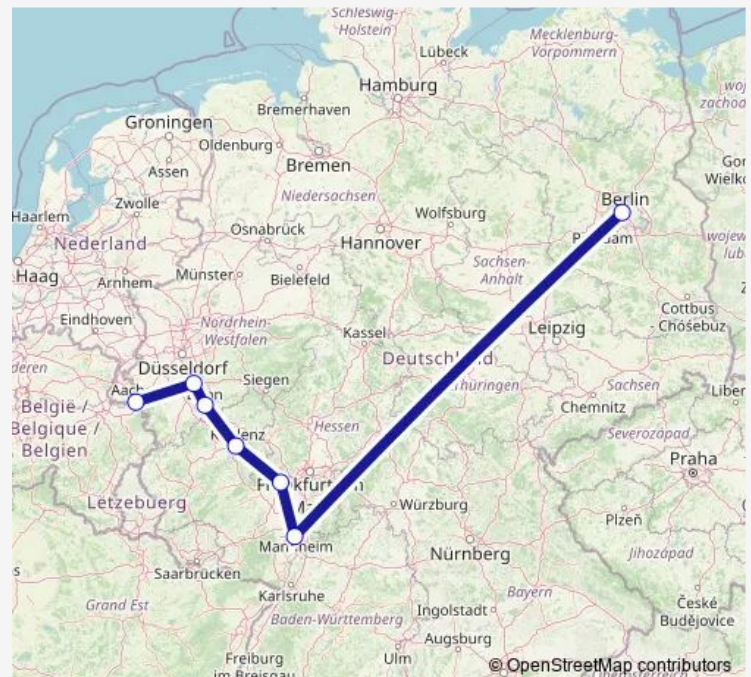 Schleswig-
Holstein
Lübeck
Mecklenburg-
Vorpommern
Hamburg
Bremerhaven
Groningen
Oldenburg
Bremen
Assen
Zwolle
Niedersachsen
Haarlem
Wolfsburg
Berlin
Osnabrück
Hannover
Nederland
Haag
Arnhem
Münster
Bielefeld
Sachsen-
Anhalt
Eindhoven
Nordrhein-
Westfalen
Kassel
Leipzig
Cottbus
- Chóśebuz
Düsseldorf
Siegen
Sachsen
Chemnitz
België /
Belgique /
Belgien
Hessen
Severozápad
Praha
Letzebuerg
Würzburg
Plzeň
Nürnberg
Jihozápad
Saarbrücken
Karlsruhe
Grand Est
Baden-Württemberg
Ingolstadt
Bayern
České
Budějovice
Augsburg
Freiburg
im Breisgau
Ulm
© OpenStreetMap contributors